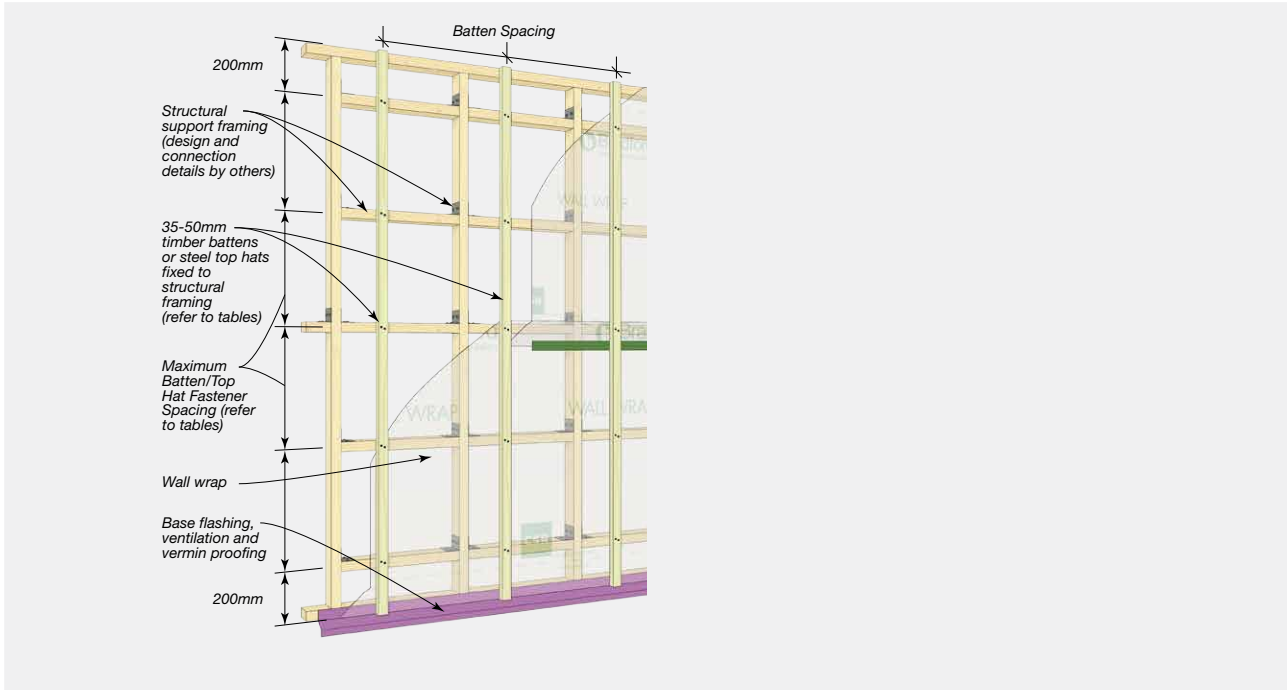 Batten Spacing
200mm
Structural
support framing
(design and
connection
details by others)
35-50mm
timber battens
or steel top hats
fixed to
structural
framing
(refer to tables)
Maximum
Batten/Top
Hat Fastener
Spacing (refer
to tables)
Wall wrap
Base flashing,
ventilation and
vermin proofing
200mm
WALL WRAP
WRAP